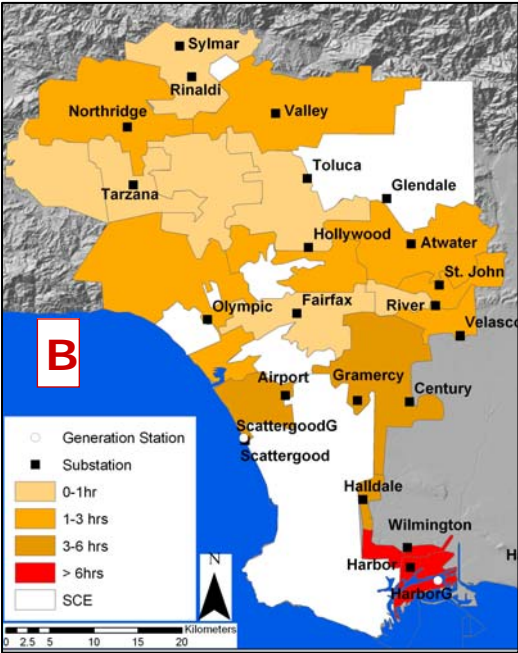 Sylmar
Rinaldi
Northridge
Valley
Toluca
Tarzana
Glendale
Hollywood
Atwater
St. John
Olympic
Fairfax
River
Velasco
B
Airport
Gramercy
Century
ScattergoodG
Scattergood
Halldale
Wilmington
Harbor
H
HarborG
Generation Station
Substation
0-1hr
1-3 hrs
3-6 hrs
> 6hrs
SCE
N
Kilometers
0 2.5 5 10 15 20